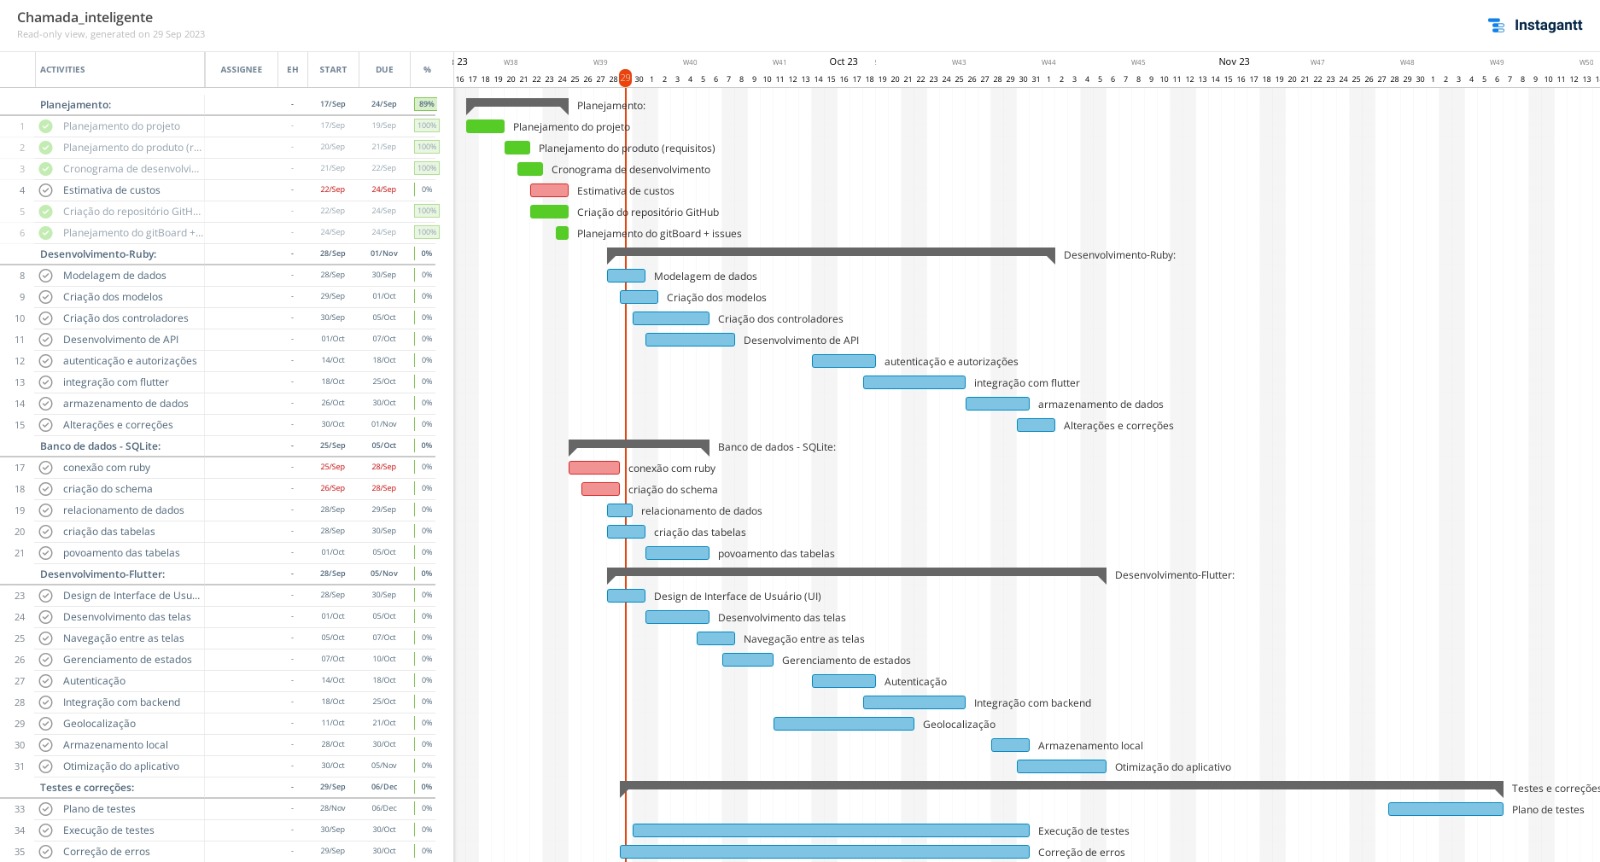 Chamada_inteligente
Read-only view, generated on 29 Sep 2023
Instagantt
ACTIVITIES ASSIGNEE EH START DUE %
23 W38 W39 W40 W41 Oct 23 W43 W44 W45 Nov 23 W47 W48 W49 W50
16 17 18 19 20 21 22 23 24 25 26 27 28 29 30 1 2 3 4 5 6 7 8 9 10 11 12 13 14 15 16 17 18 19 20 21 22 23 24 25 26 27 28 29 30 31 1 2 3 4 5 6 7 8 9 10 11 12 13 14 15 16 17 18 19 20 21 22 23 24 25 26 27 28 29 30 1 2 3 4 5 6 7 8 9 10 11 12 13
Planejamento: - 17/Sep 24/Sep 89% Planejamento:
1 Planejamento do projeto - 17/Sep 19/Sep 100% Planejamento do projeto
2 Planejamento do produto (r... - 20/Sep 21/Sep 100% Planejamento do produto (requisitos)
3 Cronograma de desenvolvi... - 21/Sep 22/Sep 100% Cronograma de desenvolvimento
4 Estimativa de custos - 22/Sep 24/Sep 0% Estimativa de custos
5 Criação do repositório GitH... - 22/Sep 24/Sep 100% Criação do repositório GitHub
6 Planejamento do gitBoard +... - 24/Sep 24/Sep 100% Planejamento do gitBoard + issues
Desenvolvimento-Ruby: - 28/Sep 01/Nov 0% Desenvolvimento-Ruby:
8 Modelagem de dados - 28/Sep 30/Sep 0% Modelagem de dados
9 Criação dos modelos - 29/Sep 01/Oct 0% Criação dos modelos
10 Criação dos controladores - 30/Sep 05/Oct 0% Criação dos controladores
11 Desenvolvimento de API - 01/Oct 07/Oct 0% Desenvolvimento de API
12 autenticação e autorizações - 14/Oct 18/Oct 0% autenticação e autorizações
13 integração com flutter - 18/Oct 25/Oct 0% integração com flutter
14 armazenamento de dados - 26/Oct 30/Oct 0% armazenamento de dados
15 Alterações e correções - 30/Oct 01/Nov 0% Alterações e correções
Banco de dados - SQLite: - 25/Sep 05/Oct 0% Banco de dados - SQLite:
17 conexão com ruby - 25/Sep 28/Sep 0% conexão com ruby
18 criação do schema - 26/Sep 28/Sep 0% criação do schema
19 relacionamento de dados - 28/Sep 29/Sep 0% relacionamento de dados
20 criação das tabelas - 28/Sep 30/Sep 0% criação das tabelas
21 povoamento das tabelas - 01/Oct 05/Oct 0% povoamento das tabelas
Desenvolvimento-Flutter: - 28/Sep 05/Nov 0% Desenvolvimento-Flutter:
23 Design de Interface de Usu... - 28/Sep 30/Sep 0% Design de Interface de Usuário (UI)
24 Desenvolvimento das telas - 01/Oct 05/Oct 0% Desenvolvimento das telas
25 Navegação entre as telas - 05/Oct 07/Oct 0% Navegação entre as telas
26 Gerenciamento de estados - 07/Oct 10/Oct 0% Gerenciamento de estados
27 Autenticação - 14/Oct 18/Oct 0% Autenticação
28 Integração com backend - 18/Oct 25/Oct 0% Integração com backend
29 Geolocalização - 11/Oct 21/Oct 0% Geolocalização
30 Armazenamento local - 28/Oct 30/Oct 0% Armazenamento local
31 Otimização do aplicativo - 30/Oct 05/Nov 0% Otimização do aplicativo
Testes e correções: - 29/Sep 06/Dec 0% Testes e correções
33 Plano de testes - 28/Nov 06/Dec 0% Plano de testes
34 Execução de testes - 30/Sep 30/Oct 0% Execução de testes
35 Correção de erros - 29/Sep 30/Oct 0% Correção de erros